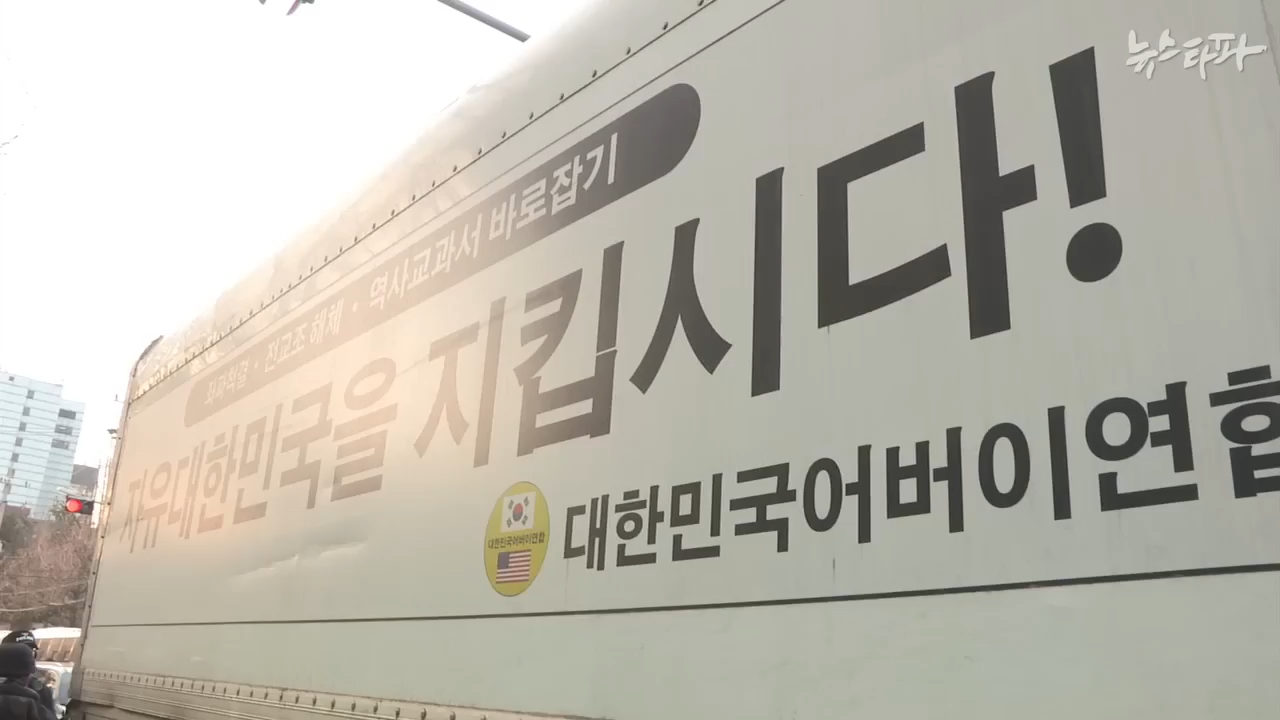 뉴스타파
좌파척결 · 전교조 해체 · 역사교과서 바로잡기
자유대한민국을 지킵시다!
대한민국어버이연합
대한민국어버이연합